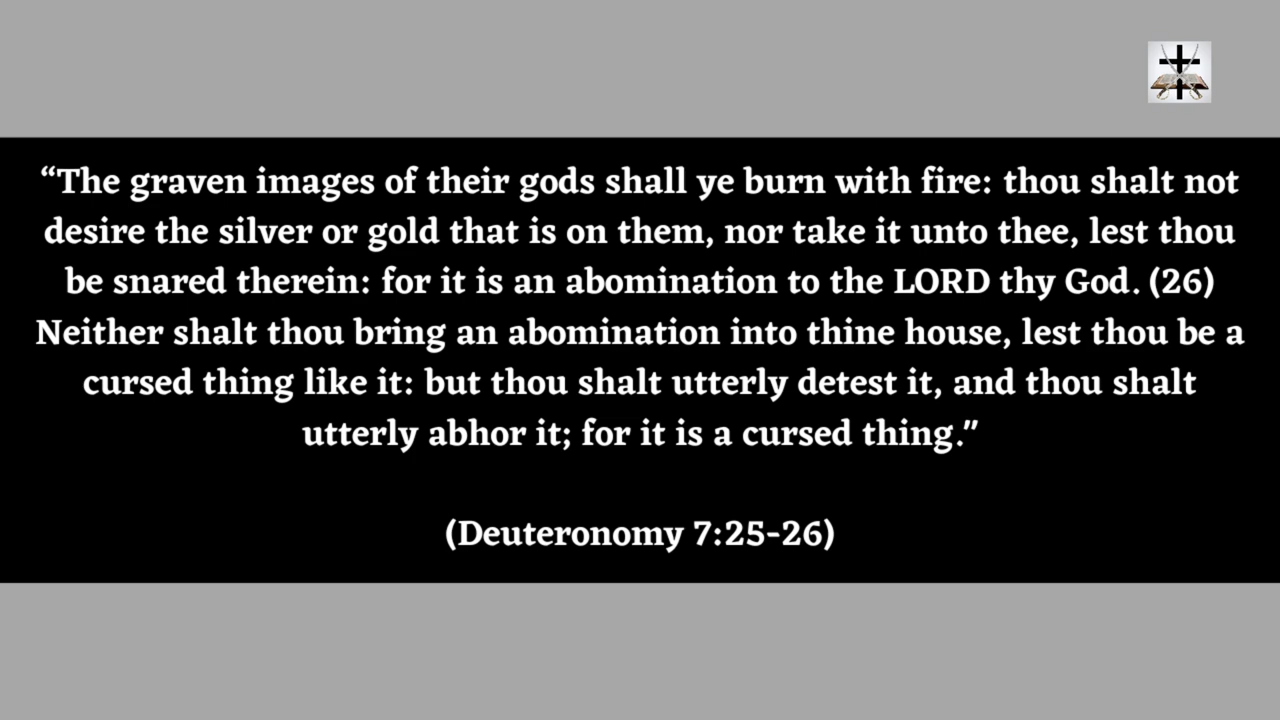 “The graven images of their gods shall ye burn with fire: thou shalt not
desire the silver or gold that is on them, nor take it unto thee, lest thou
be snared therein: for it is an abomination to the LORD thy God. (26)
Neither shalt thou bring an abomination into thine house, lest thou be a
cursed thing like it: but thou shalt utterly detest it, and thou shalt
utterly abhor it; for it is a cursed thing.”
(Deuteronomy 7:25-26)